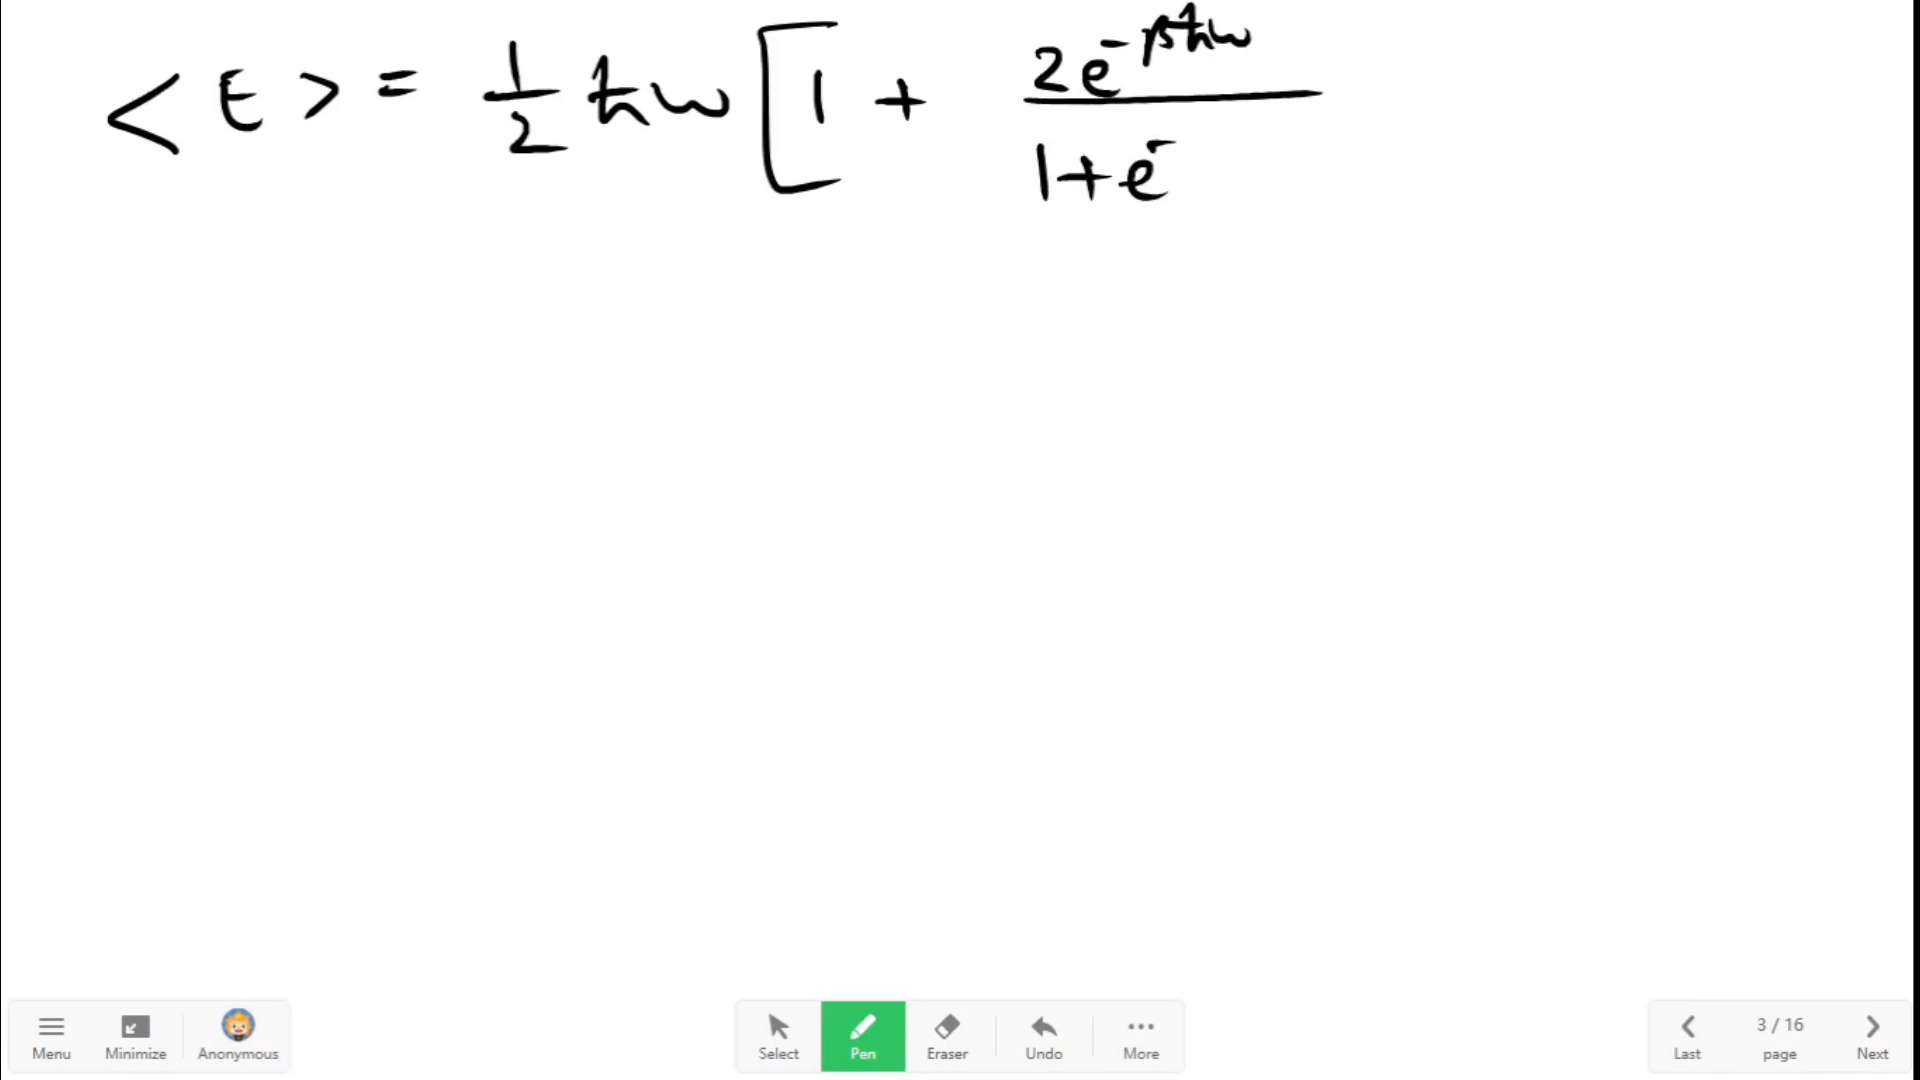 <E> = 1/2 ħω [ 1 + 2e^-βħω / 1+e^-
Menu Minimize Anonymous Select Pen Eraser Undo More Last 3 / 16 page Next